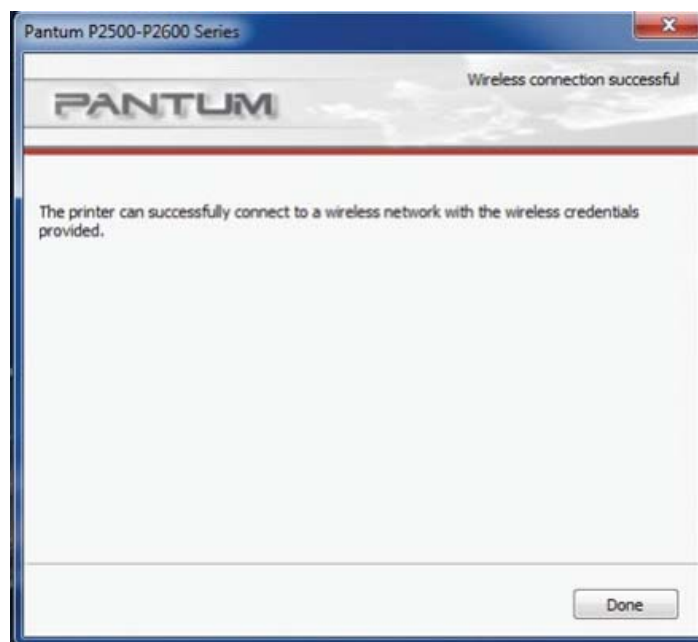 Pantum P2500-P2600 Series
Wireless connection successful
PANTUM
The printer can successfully connect to a wireless network with the wireless credentials
provided.
Done